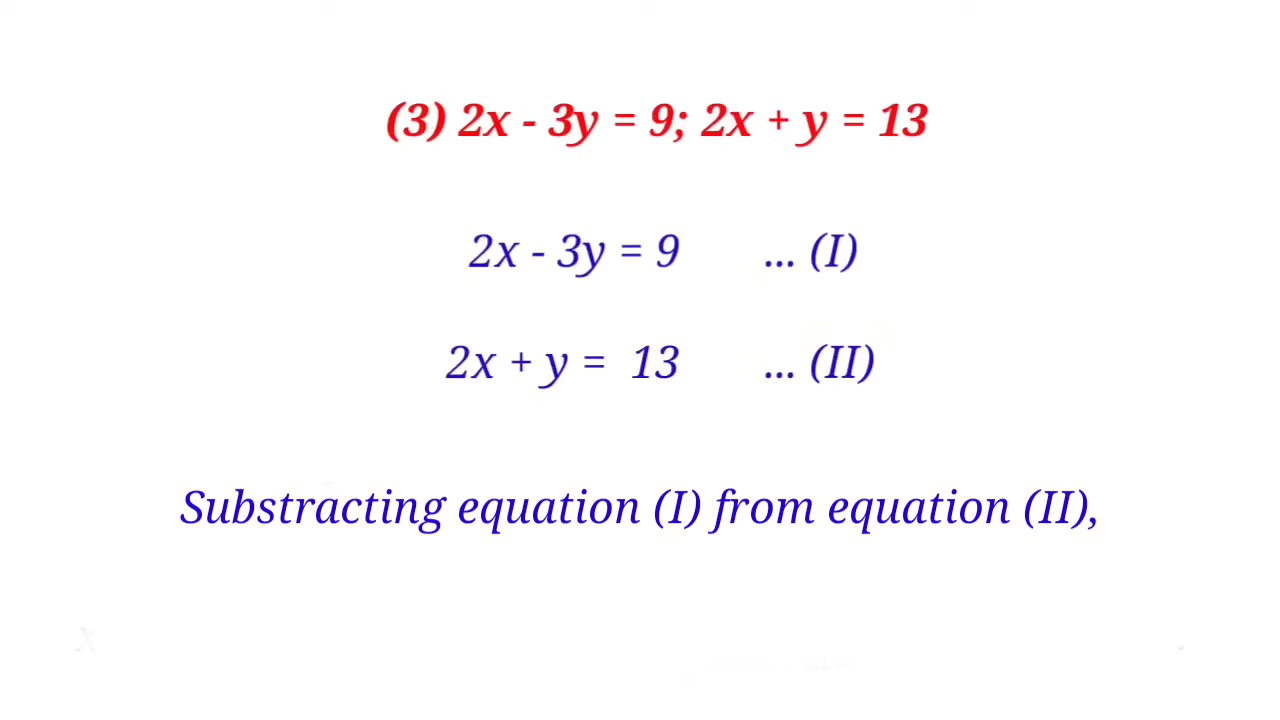 (3) 2x - 3y = 9; 2x + y = 13
2x - 3y = 9 ... (I)
2x + y = 13 ... (II)
Substracting equation (I) from equation (II),